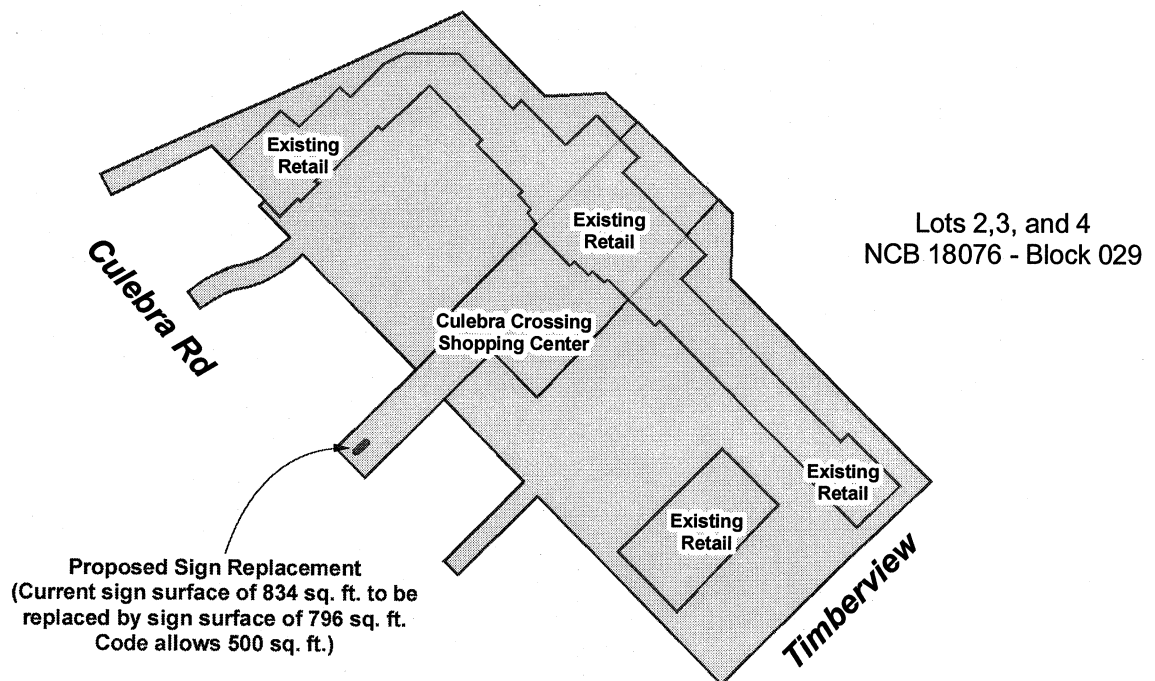 Existing
Retail
Existing
Retail
Lots 2,3, and 4
NCB 18076 - Block 029
Culebra Rd
Culebra Crossing
Shopping Center
Existing
Retail
Existing
Retail
Timberview
Proposed Sign Replacement
(Current sign surface of 834 sq. ft. to be
replaced by sign surface of 796 sq. ft.
Code allows 500 sq. ft.)